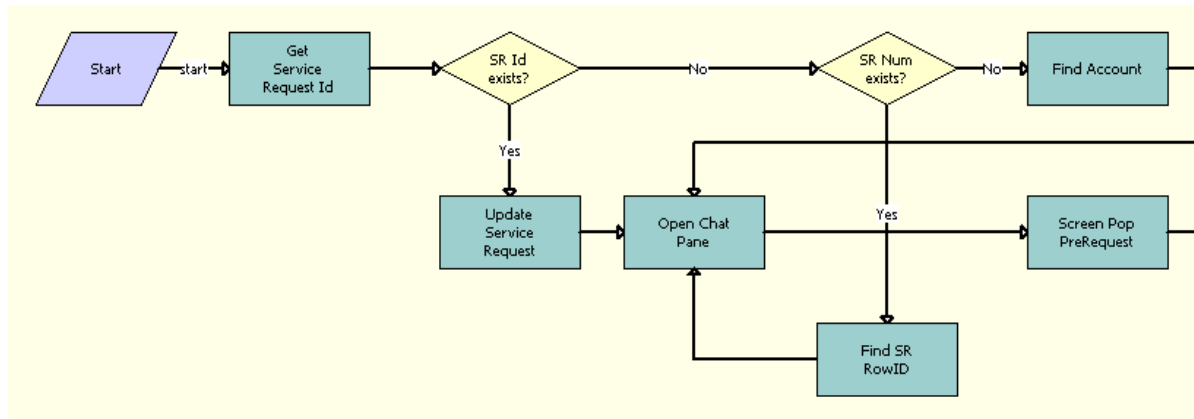 Start
start
Get
Service
Request Id
SR Id
exists?
No
SR Num
exists?
No
Find Account
Yes
Yes
Update
Service
Request
Open Chat
Pane
Screen Pop
PreRequest
Find SR
RowID